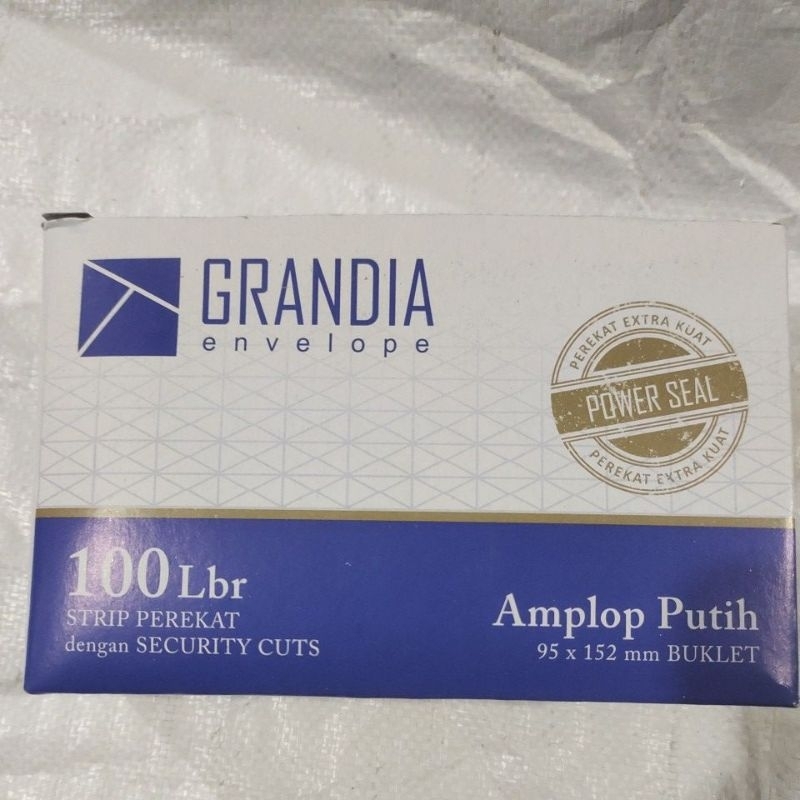 GRANDIA
envelope
PEREKAT EXTRA KUAT
POWER SEAL
PEREKAT EXTRA KUAT
100 Lbr
STRIP PEREKAT
dengan SECURITY CUTS
Amplop Putih
95 x 152 mm BUKLET